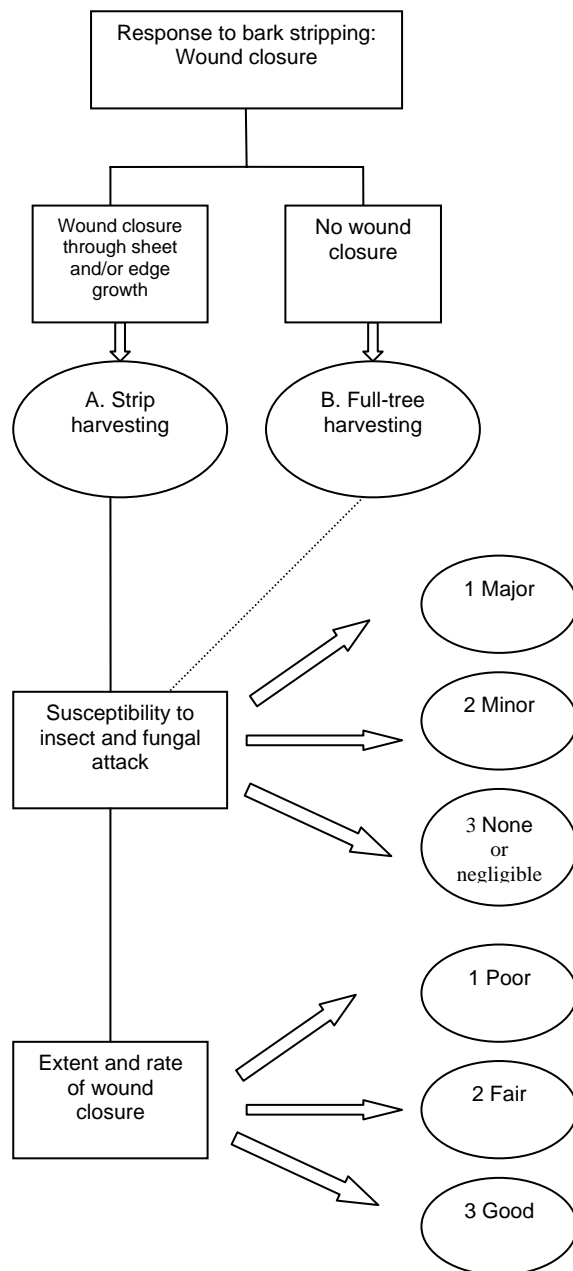 Response to bark stripping:
Wound closure
Wound closure
through sheet
and/or edge
growth
No wound
closure
A. Strip
harvesting
B. Full-tree
harvesting
1 Major
Susceptibility to
insect and fungal
attack
2 Minor
3 None
or
negligible
1 Poor
Extent and rate
of wound
closure
2 Fair
3 Good